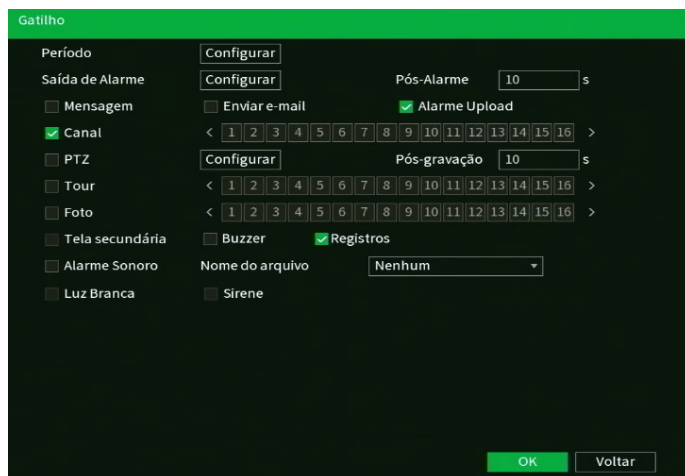 Gatilho
Período Configurar
Saída de Alarme Configurar Pós-Alarme 10 s
Mensagem Enviar e-mail Alarme Upload
Canal < 1 2 3 4 5 6 7 8 9 10 11 12 13 14 15 16 >
PTZ Configurar Pós-gravação 10 s
Tour < 1 2 3 4 5 6 7 8 9 10 11 12 13 14 15 16 >
Foto < 1 2 3 4 5 6 7 8 9 10 11 12 13 14 15 16 >
Tela secundária Buzzer Registros
Alarme Sonoro Nome do arquivo Nenhum
Luz Branca Sirene
OK Voltar